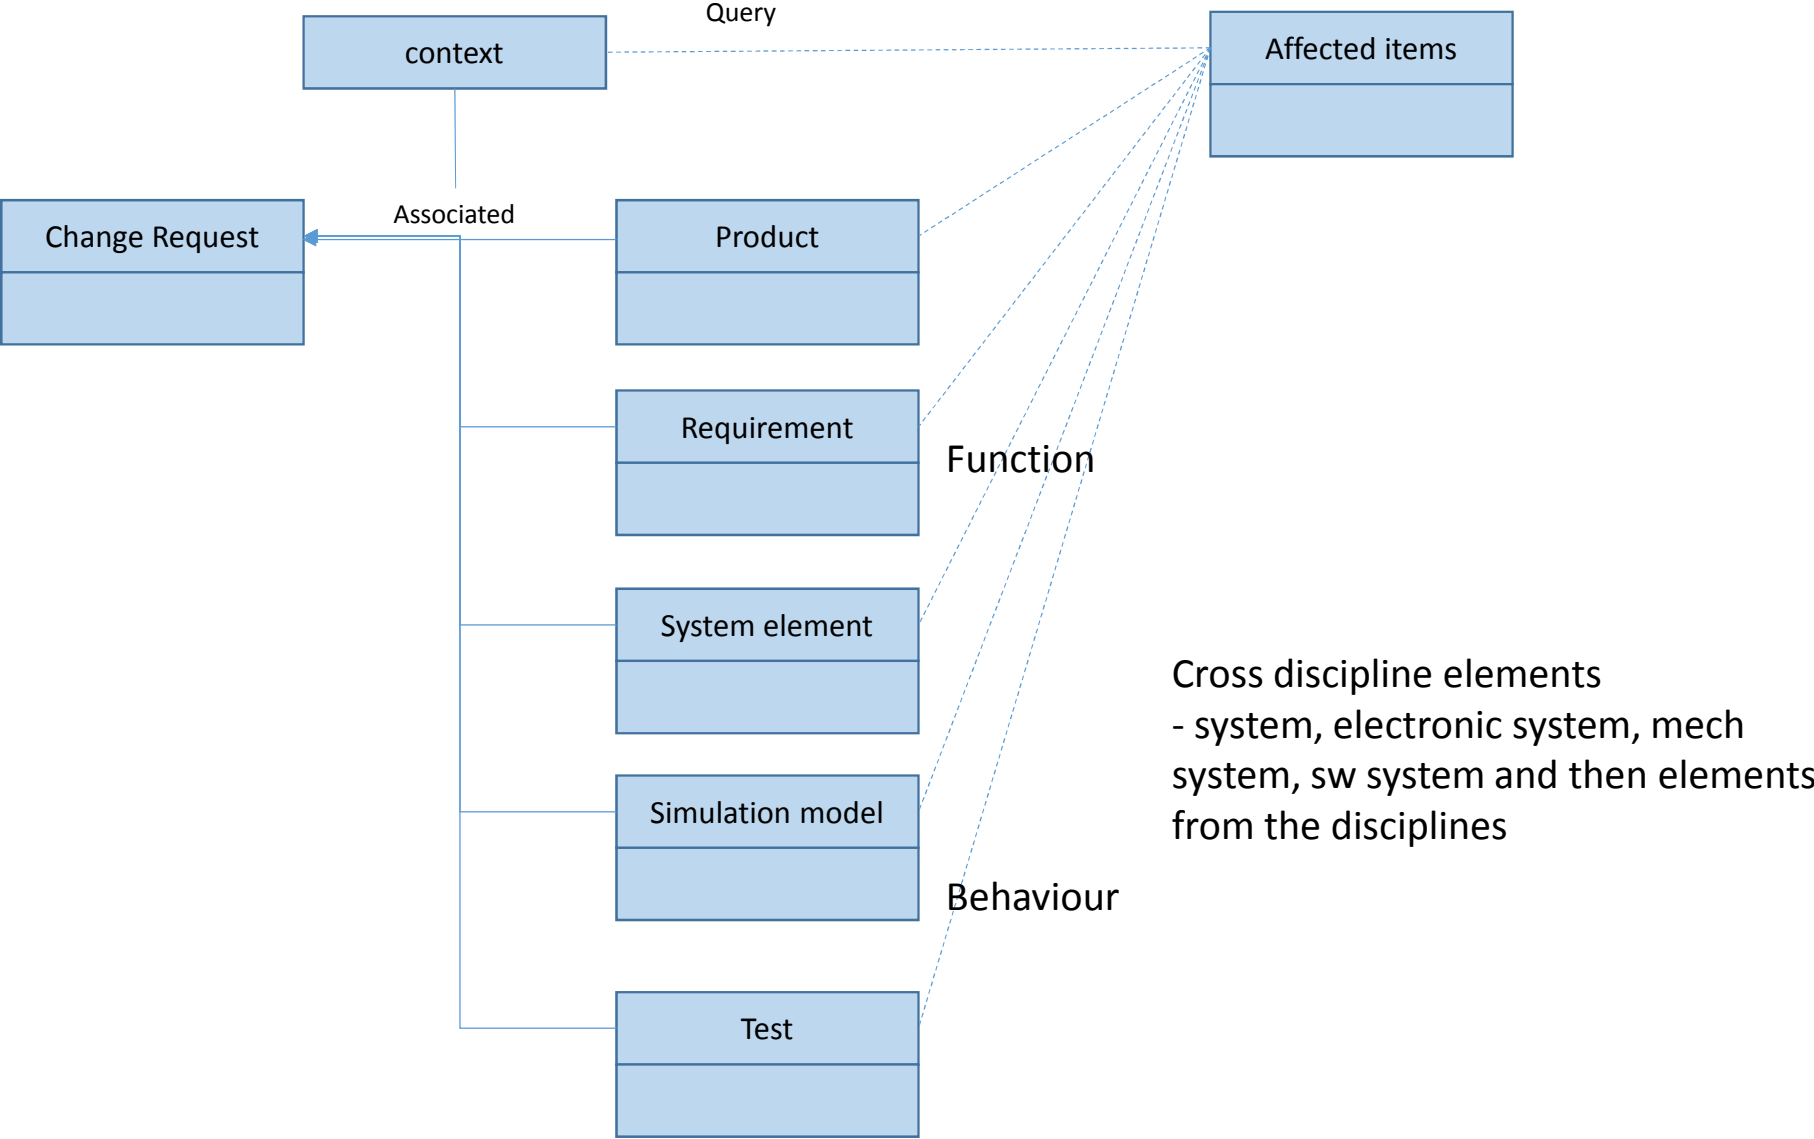 Query
context
Affected items
Associated
Change Request
Product
Requirement
Function
System element
Cross discipline elements
- system, electronic system, mech
system, sw system and then elements
from the disciplines
Simulation model
Behaviour
Test